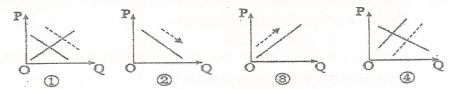 P P P P
O Q O Q O Q O Q
① ② ③ ④